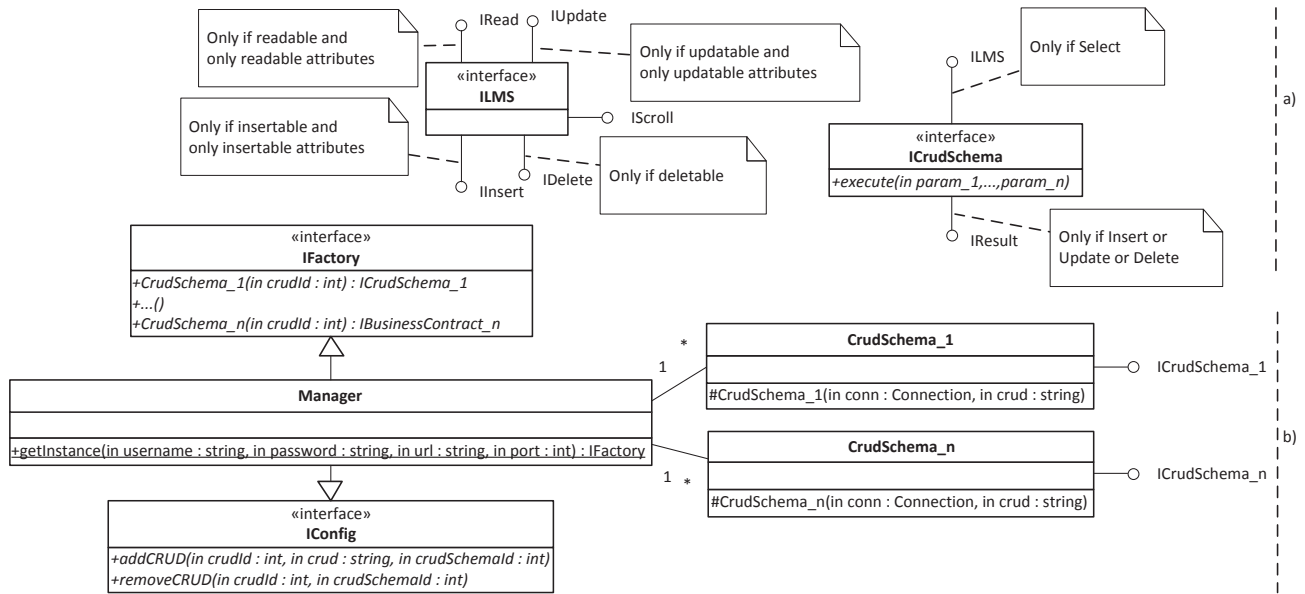 IRead
IUpdate
Only if readable and
only readable attributes
Only if updatable and
only updatable attributes
«interface»
ILMS
IScroll
Only if insertable and
only insertable attributes
IInsert
IDelete
Only if deletable
ILMS
Only if Select
«interface»
ICrudSchema
+execute(in param_1,...,param_n)
IResult
Only if Insert or
Update or Delete
a)
«interface»
IFactory
+CrudSchema_1(in crudId : int) : ICrudSchema_1
+...()
+CrudSchema_n(in crudId : int) : IBusinessContract_n
Manager
+getInstance(in username : string, in password : string, in url : string, in port : int) : IFactory
1
*
CrudSchema_1
#CrudSchema_1(in conn : Connection, in crud : string)
ICrudSchema_1
1
*
CrudSchema_n
#CrudSchema_n(in conn : Connection, in crud : string)
ICrudSchema_n
b)
«interface»
IConfig
+addCRUD(in crudId : int, in crud : string, in crudSchemaId : int)
+removeCRUD(in crudId : int, in crudSchemaId : int)